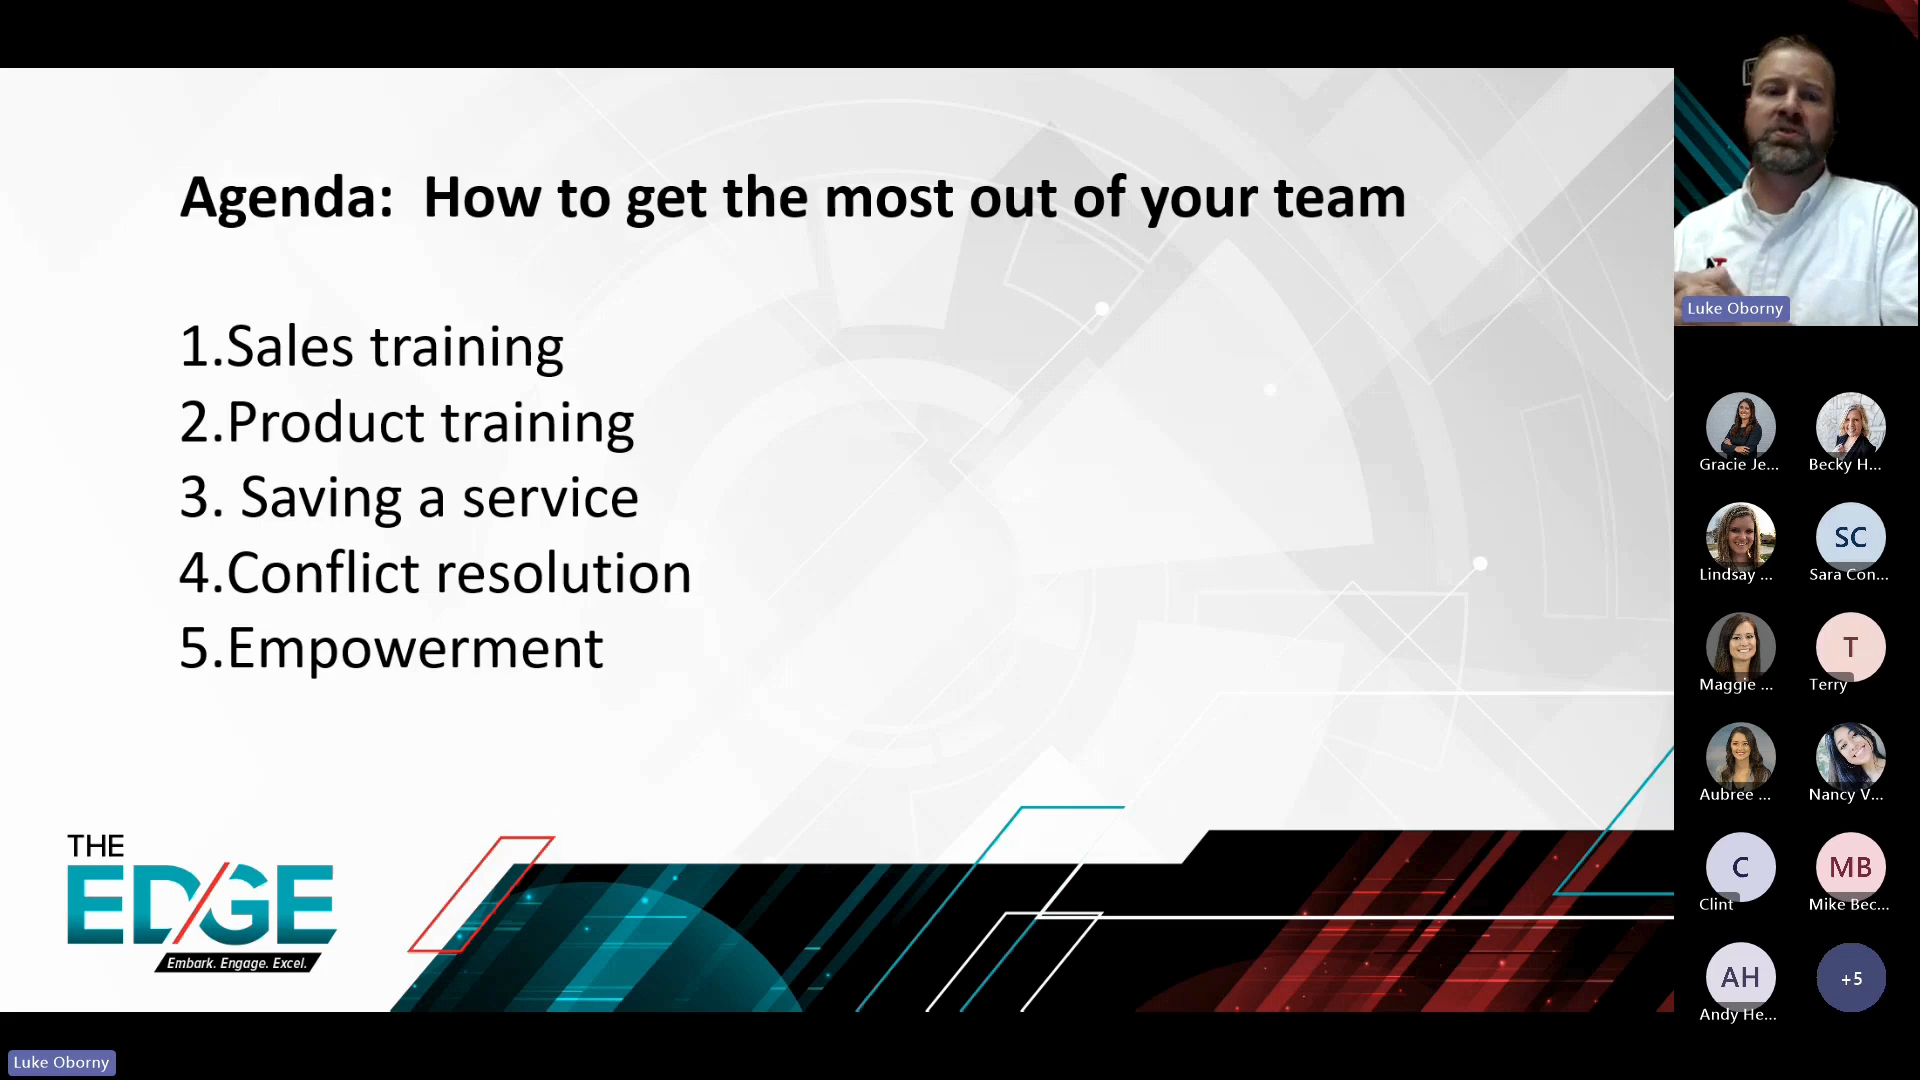 Agenda:  How to get the most out of your team
1.Sales training
2.Product training
3. Saving a service
4.Conflict resolution
5.Empowerment
THE
EDGE
Embark. Engage. Excel.
Luke Oborny
Gracie Je...
Becky H...
Lindsay ...
SC
Sara Con...
Maggie ...
T
Terry
Aubree ...
Nancy V...
C
Clint
MB
Mike Bec...
AH
Andy He...
+5
Luke Oborny